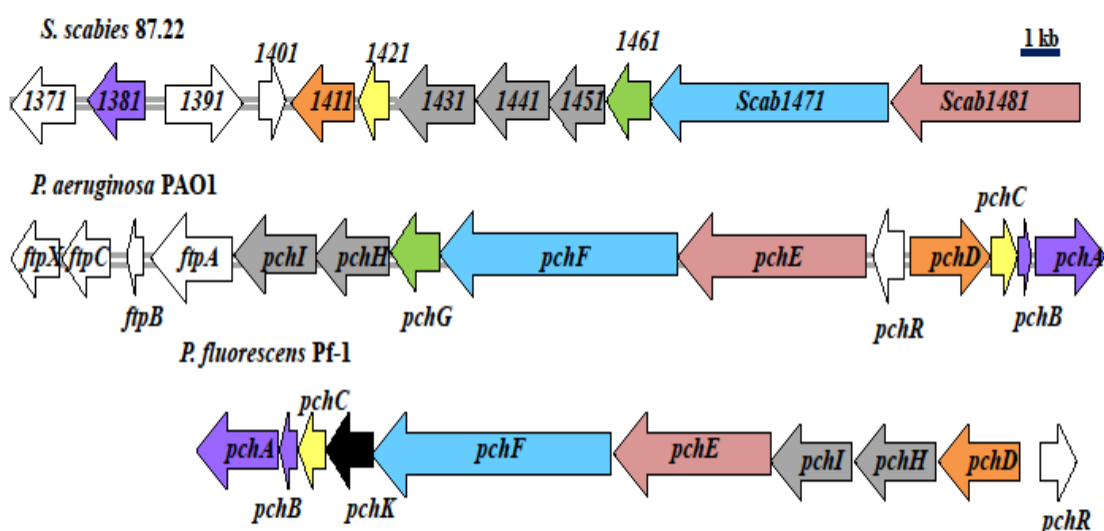 S. scabies 87.22
1 kb
1401 1421 1461
1371 1381 1391 1411 1431 1441 1451 Scab1471 Scab1481
P. aeruginosa PAO1
pchC
ftpX ftpC ftpA pchI pchH pchF pchE pchD pchA
ftpB pchG pchR pchB
P. fluorescens Pf-1
pchC
pchA pchF pchE pchI pchH pchD
pchB pchK pchR